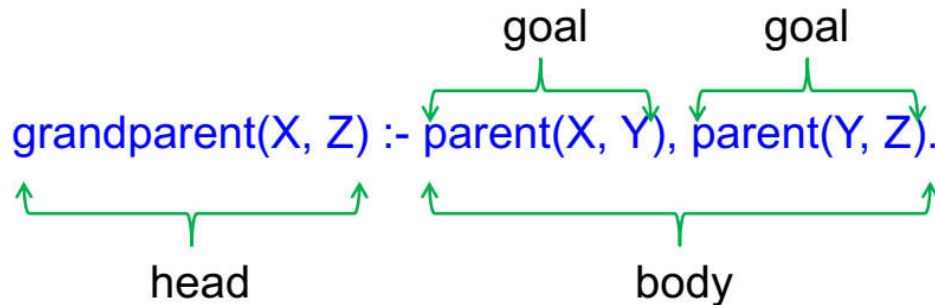 goal goal
grandparent(X, Z) :- parent(X, Y), parent(Y, Z).
head body